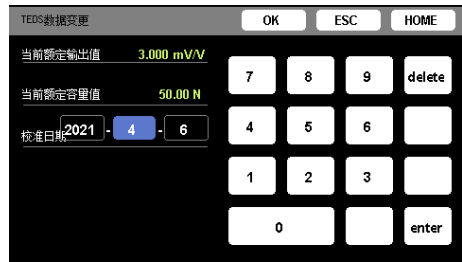 TEDS数据变更 OK ESC HOME
当前额定输出值 3.000 mV/V
当前额定容量值 50.00 N
校准日期 2021 - 4 - 6
7 8 9 delete
4 5 6
1 2 3
0 enter